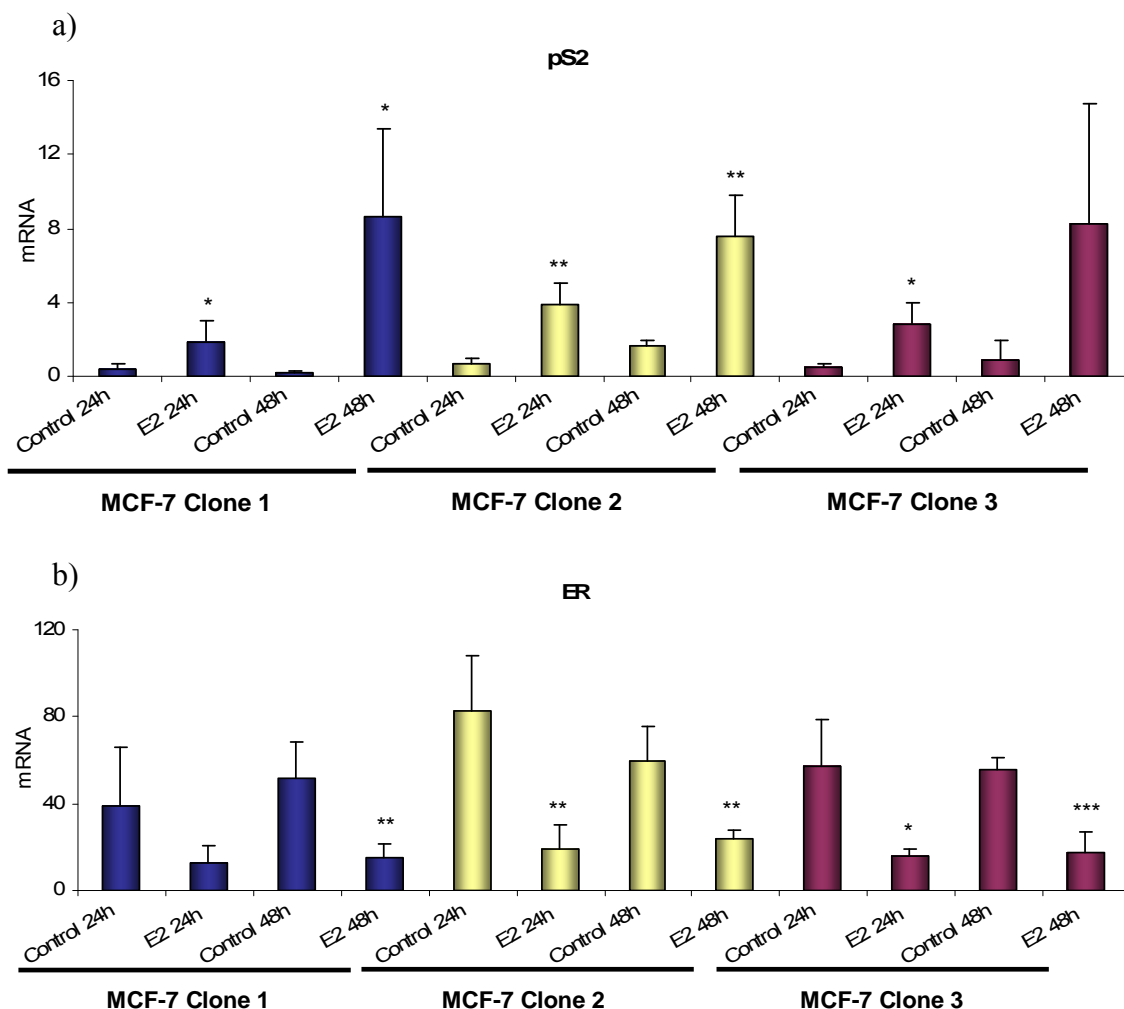 a)
pS2
16
12
8
4
0
mRNA
* * ** ** *
Control 24h E2 24h Control 48h E2 48h Control 24h E2 24h Control 48h E2 48h Control 24h E2 24h Control 48h E2 48h
MCF-7 Clone 1 MCF-7 Clone 2 MCF-7 Clone 3
b)
ER
120
80
40
0
mRNA
** ** ** * ***
Control 24h E2 24h Control 48h E2 48h Control 24h E2 24h Control 48h E2 48h Control 24h E2 24h Control 48h E2 48h
MCF-7 Clone 1 MCF-7 Clone 2 MCF-7 Clone 3